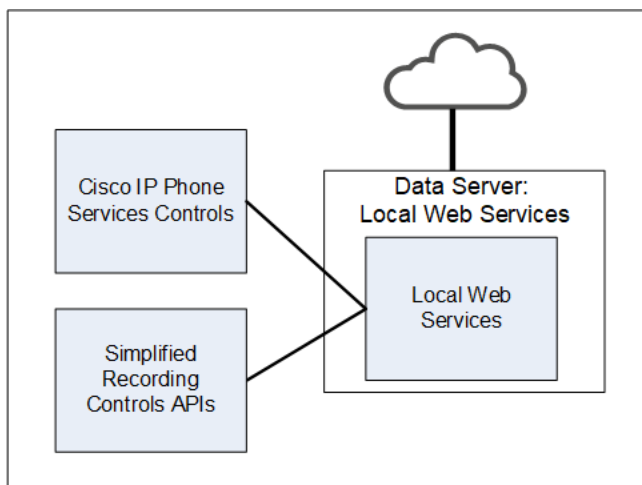 Cisco IP Phone
Services Controls
Data Server:
Local Web Services
Local Web
Services
Simplified
Recording
Controls APIs